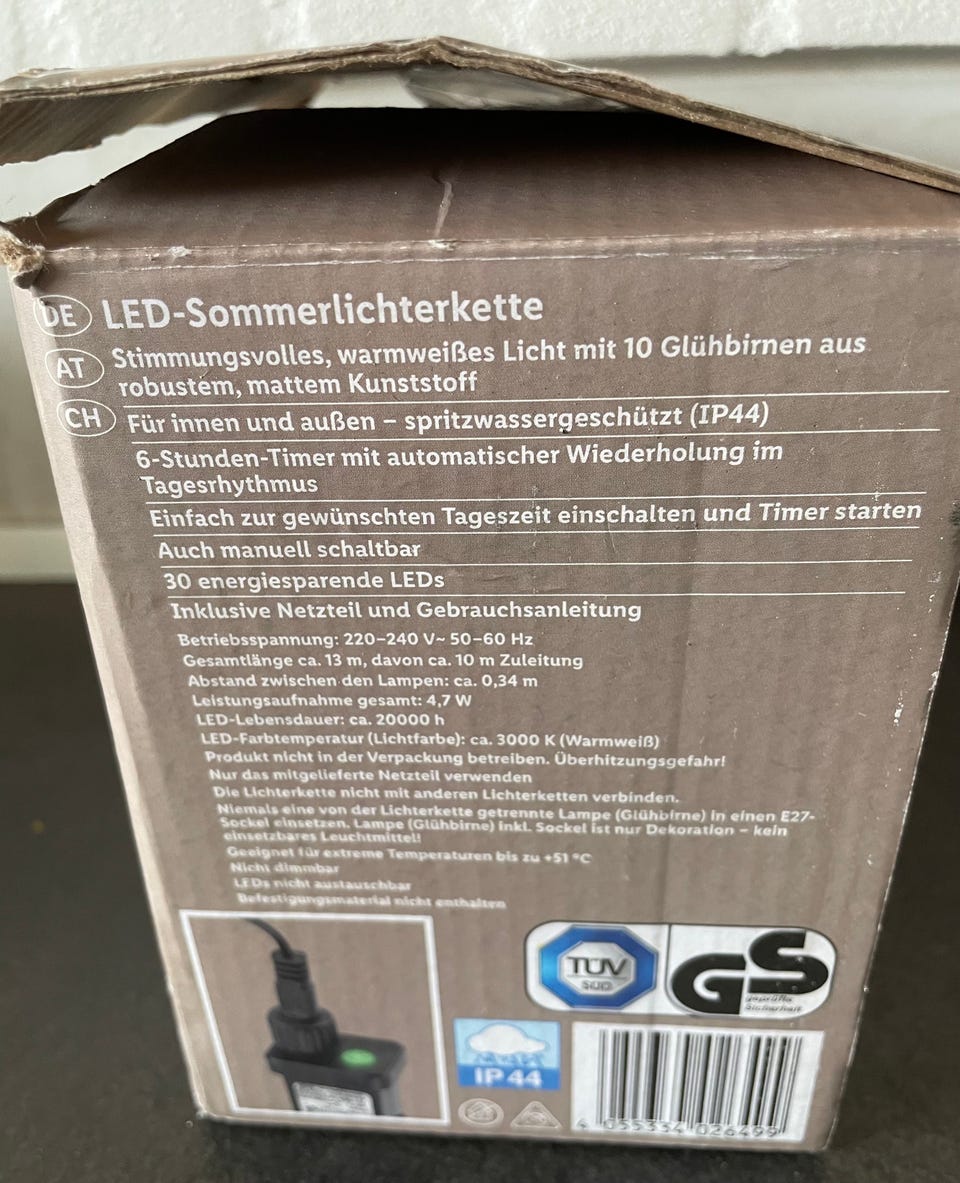 DE LED-Sommerlichterkette
AT Stimmungsvolles, warmweißes Licht mit 10 Glühbirnen aus
robustem, mattem Kunststoff
CH Für innen und außen – spritzwassergeschützt (IP44)
6-Stunden-Timer mit automatischer Wiederholung im
Tagesrhythmus
Einfach zur gewünschten Tageszeit einschalten und Timer starten
Auch manuell schaltbar
30 energiesparende LEDs
Inklusive Netzteil und Gebrauchsanleitung
Betriebsspannung: 220–240 V~ 50–60 Hz
Gesamtlänge ca. 13 m, davon ca. 10 m Zuleitung
Abstand zwischen den Lampen: ca. 0,34 m
Leistungsaufnahme gesamt: 4,7 W
LED-Lebensdauer: ca. 20000 h
LED-Farbtemperatur (Lichtfarbe): ca. 3000 K (Warmweiß)
Produkt nicht in der Verpackung betreiben. Überhitzungsgefahr!
Nur das mitgelieferte Netzteil verwenden
Die Lichterkette nicht mit anderen Lichterketten verbinden.
Niemals eine von der Lichterkette getrennte Lampe (Glühbirne) in einen E27-
Sockel einsetzen. Lampe (Glühbirne) inkl. Sockel ist nur Dekoration – kein
einsetzbares Leuchtmittel!
Geeignet für extreme Temperaturen bis zu +51 °C
Nicht dimmbar
LEDs nicht austauschbar
Befestigungsmaterial nicht enthalten
TÜV
SÜD
GS
geprüfte
Sicherheit
IP 44
4 055334 026499